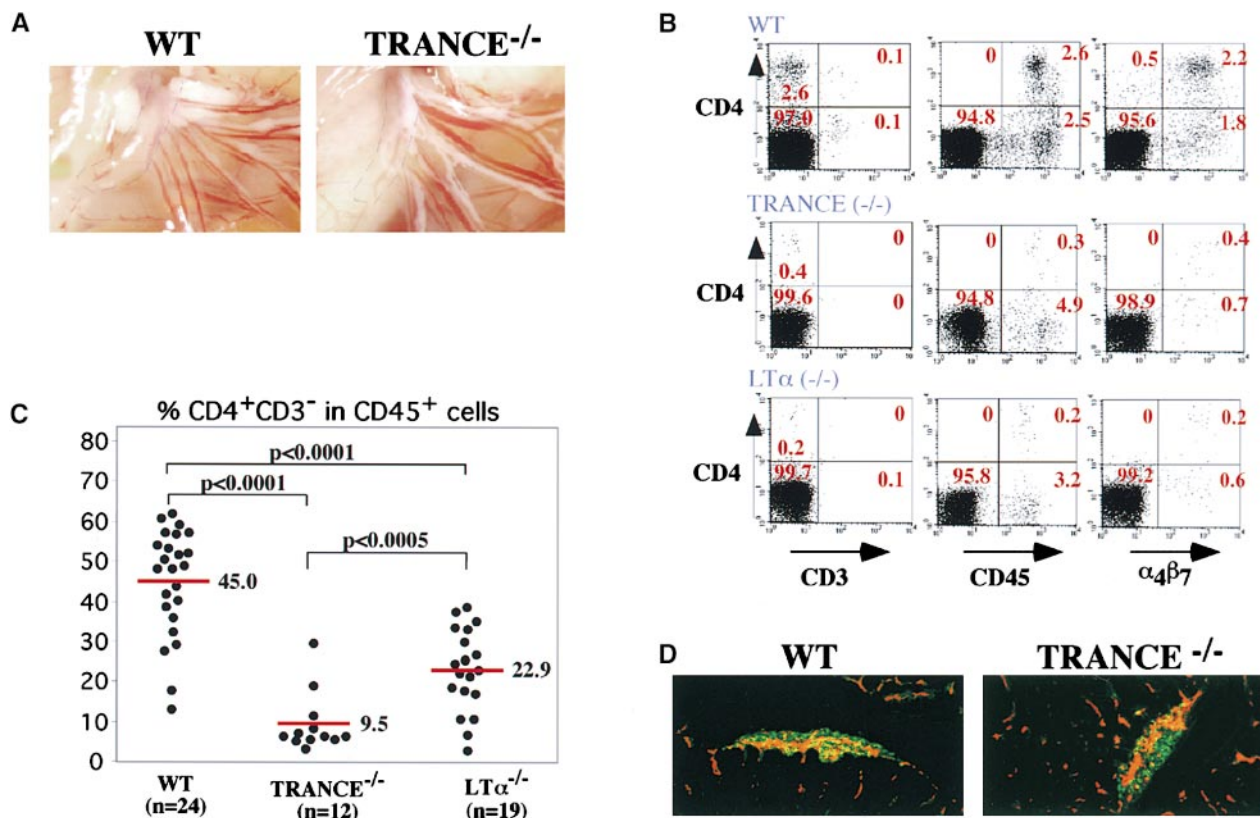 A
WT
TRANCE-/-
B
WT
CD4
0.1
2.6
97.0
0.1
0
2.6
94.8
2.5
0.5
2.2
95.6
1.8
TRANCE (-/-)
CD4
0
0.4
99.6
0
0
0.3
94.8
4.9
0
0.4
98.9
0.7
LTα (-/-)
CD4
0
0.2
99.7
0.1
0
0.2
95.8
3.2
0
0.2
99.2
0.6
CD3
CD45
α4β7
C
% CD4+CD3- in CD45+ cells
80
70
60
50
40
30
20
10
0
p<0.0001
p<0.0001
p<0.0005
45.0
9.5
22.9
WT
(n=24)
TRANCE-/-
(n=12)
LTα-/-
(n=19)
D
WT
TRANCE -/-